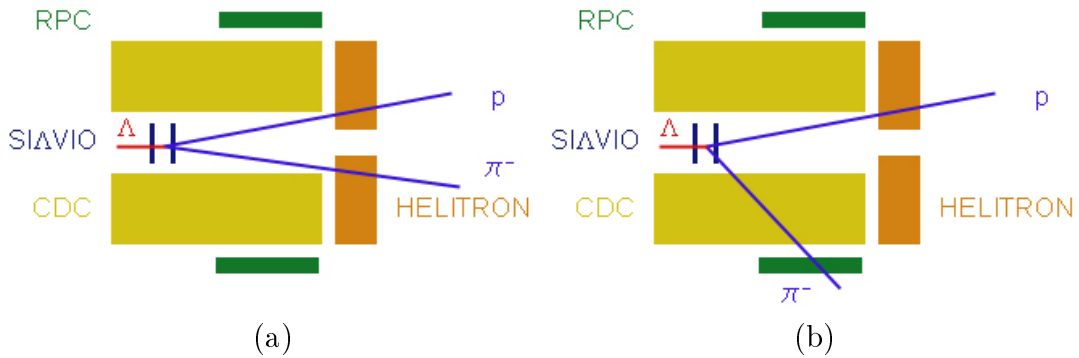 RPC
Λ
p
SIΛVIO
π⁻
CDC
HELITRON
(a)
RPC
Λ
p
SIΛVIO
CDC
HELITRON
π⁻
(b)